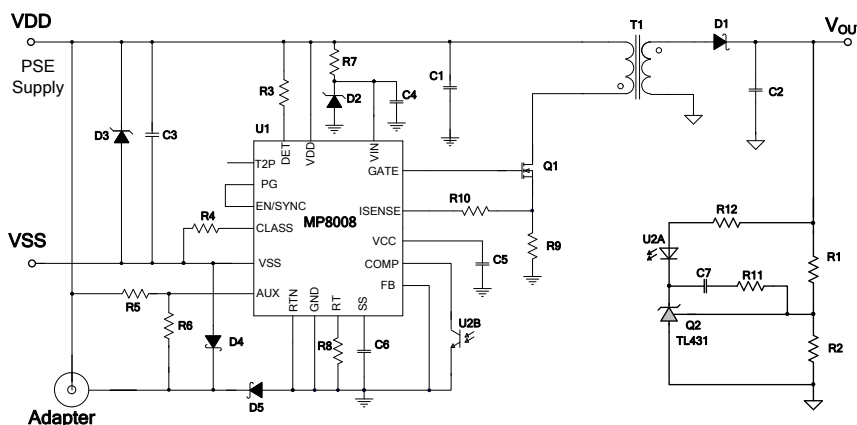 VDD
T1
D1
VOU
PSE
Supply
R7
C1
C2
R3
D2
C4
D3
C3
U1
DET
VDD
VIN
T2P
GATE
Q1
PG
EN/SYNC
MP8008
ISENSE
R10
R4
CLASS
R12
VSS
VCC
R9
U2A
R1
VSS
COMP
C5
C7
R11
R5
AUX
FB
RTN
GND
RT
SS
Q2
TL431
R6
D4
R8
C6
U2B
R2
D5
Adapter